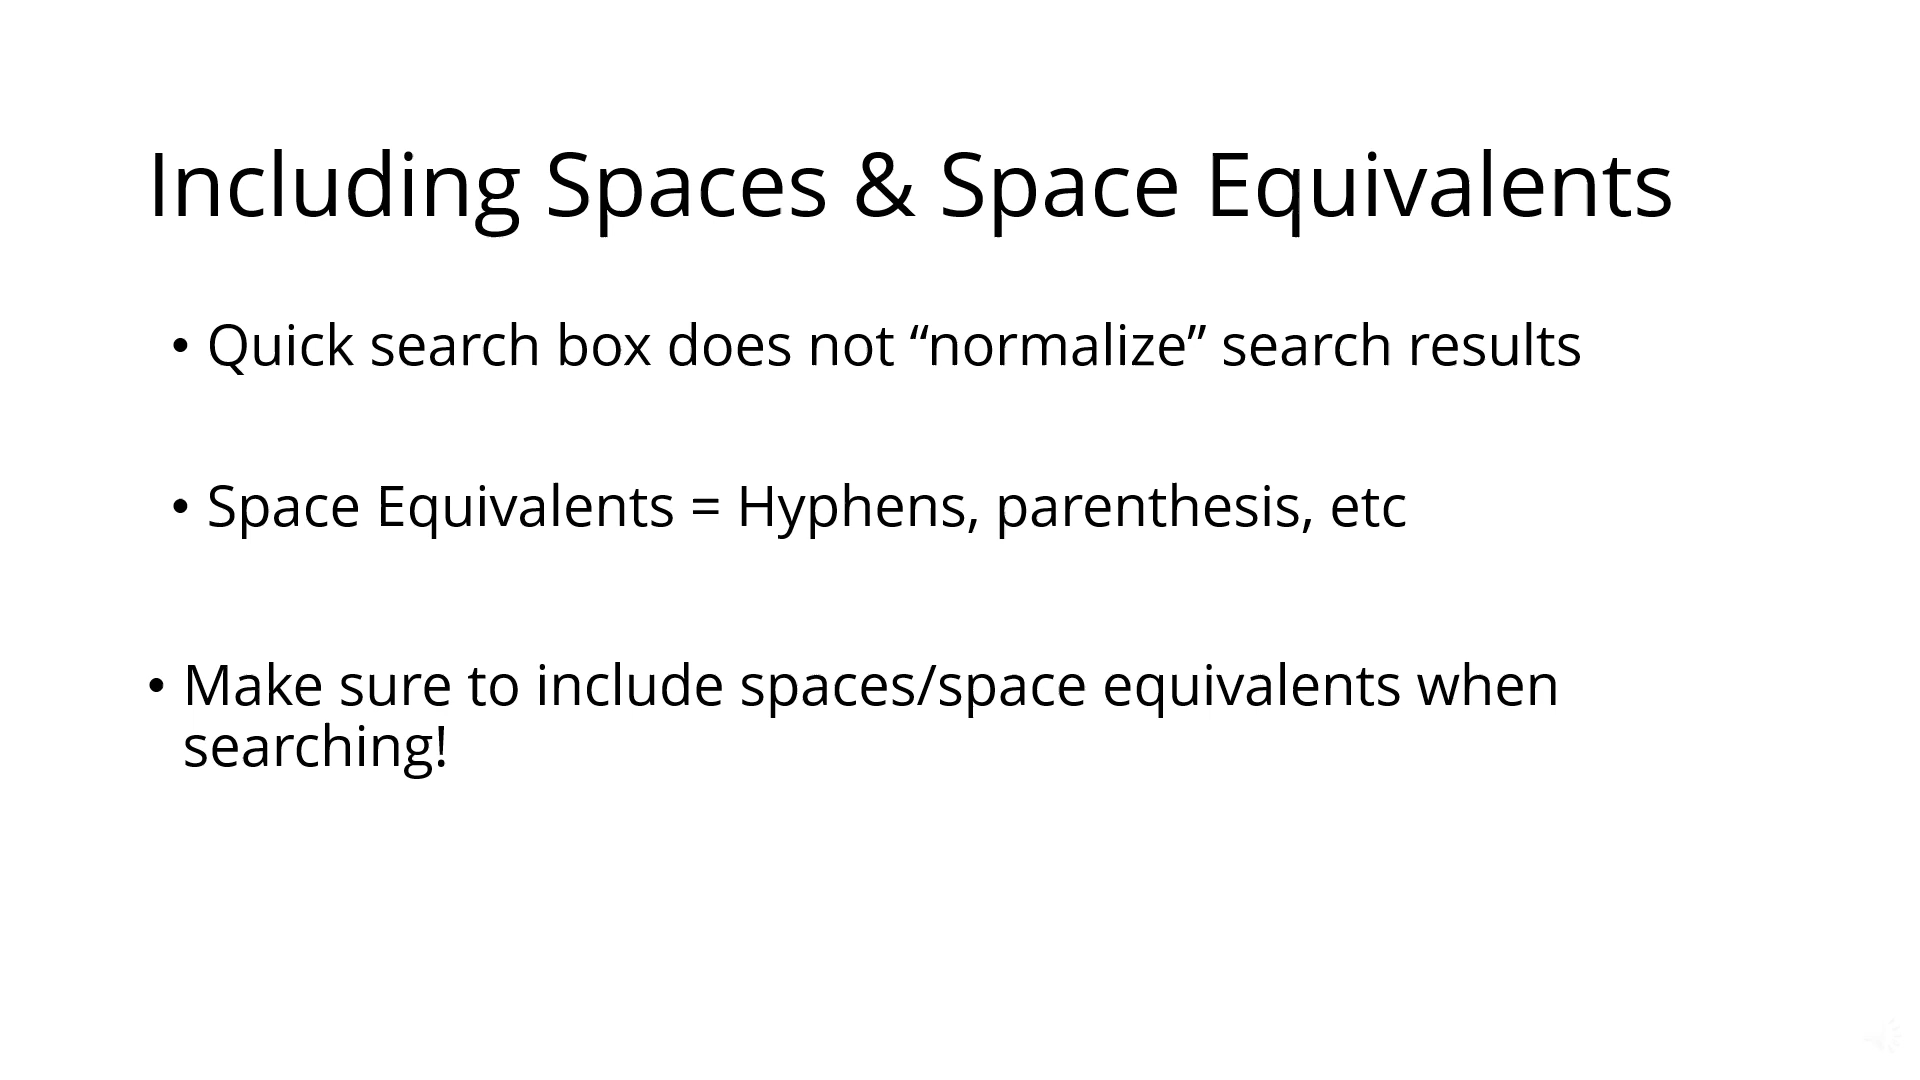 Including Spaces & Space Equivalents
• Quick search box does not “normalize” search results
• Space Equivalents = Hyphens, parenthesis, etc
• Make sure to include spaces/space equivalents when
searching!